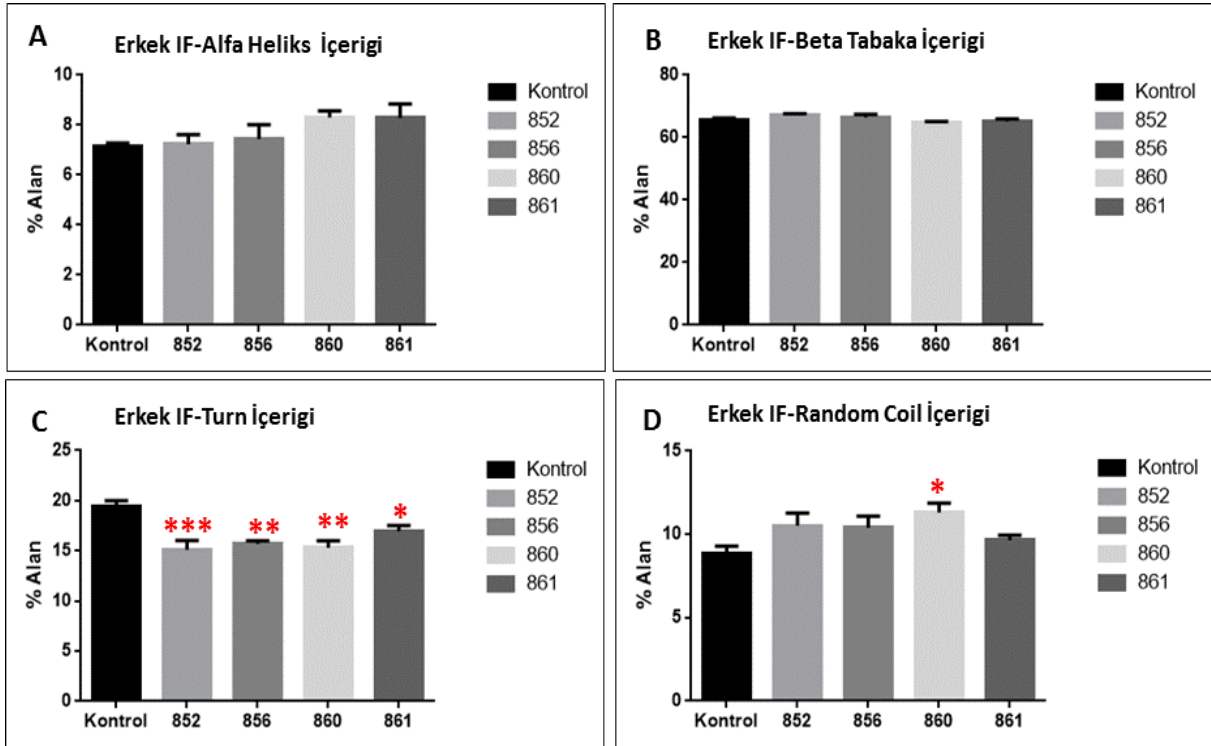 A
Erkek IF-Alfa Heliks İçerigi
% Alan
10
8
6
4
2
0
Kontrol 852 856 860 861
Kontrol
852
856
860
861
B
Erkek IF-Beta Tabaka İçerigi
% Alan
80
60
40
20
0
Kontrol 852 856 860 861
Kontrol
852
856
860
861
C
Erkek IF-Turn İçerigi
% Alan
25
20
15
10
5
0
*** ** ** *
Kontrol 852 856 860 861
Kontrol
852
856
860
861
D
Erkek IF-Random Coil İçerigi
% Alan
15
10
5
0
*
Kontrol 852 856 860 861
Kontrol
852
856
860
861